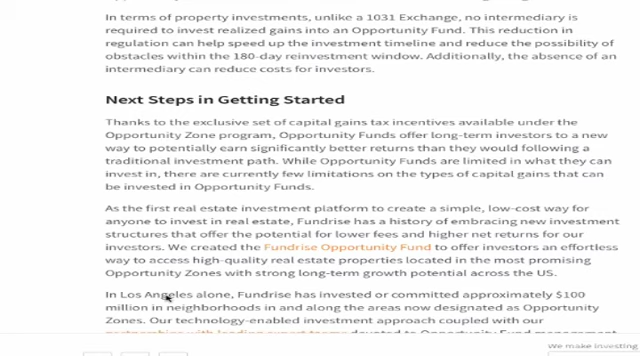 In terms of property investments, unlike a 1031 Exchange, no intermediary is
required to invest realized gains into an Opportunity Fund. This reduction in
regulation can help speed up the investment timeline and reduce the possibility of
obstacles within the 180-day reinvestment window. Additionally, the absence of an
intermediary can reduce costs for investors.
Next Steps in Getting Started
Thanks to the exclusive set of capital gains tax incentives available under the
Opportunity Zone program, Opportunity Funds offer long-term investors to a new
way to potentially earn significantly better returns than they would following a
traditional investment path. While Opportunity Funds are limited in what they can
invest in, there are currently few limitations on the types of capital gains that can
be invested in Opportunity Funds.
As the first real estate investment platform to create a simple, low-cost way for
anyone to invest in real estate, Fundrise has a history of embracing new investment
structures that offer the potential for lower fees and higher net returns for our
investors. We created the Fundrise Opportunity Fund to offer investors an effortless
way to access high-quality real estate properties located in the most promising
Opportunity Zones with strong long-term growth potential across the US.
In Los Angeles alone, Fundrise has invested or committed approximately $100
million in neighborhoods in and along the areas now designated as Opportunity
Zones. Our technology-enabled investment approach coupled with our
partnerships with leading expert teams devoted to Opportunity Fund management
We make investing